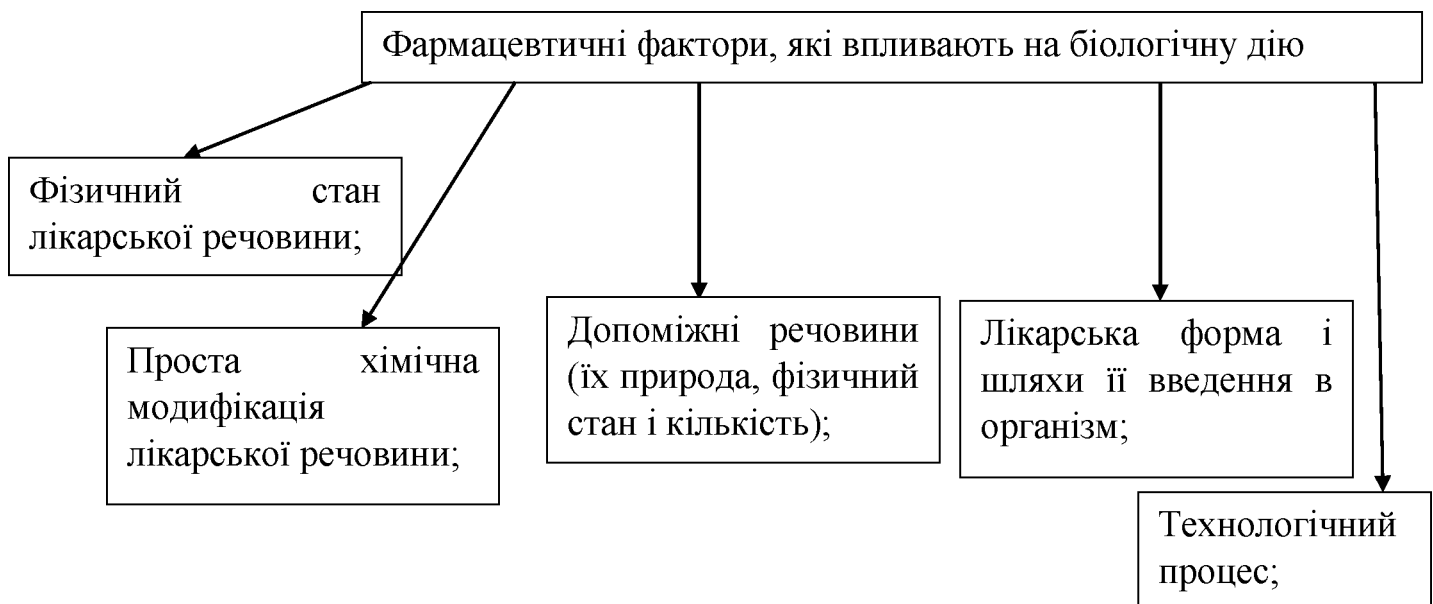 Фармацевтичні фактори, які впливають на біологічну дію
Фізичний стан
лікарської речовини;
Проста хімічна
модифікація
лікарської речовини;
Допоміжні речовини
(їх природа, фізичний
стан і кількість);
Лікарська форма і
шляхи її введення в
організм;
Технологічний
процес;